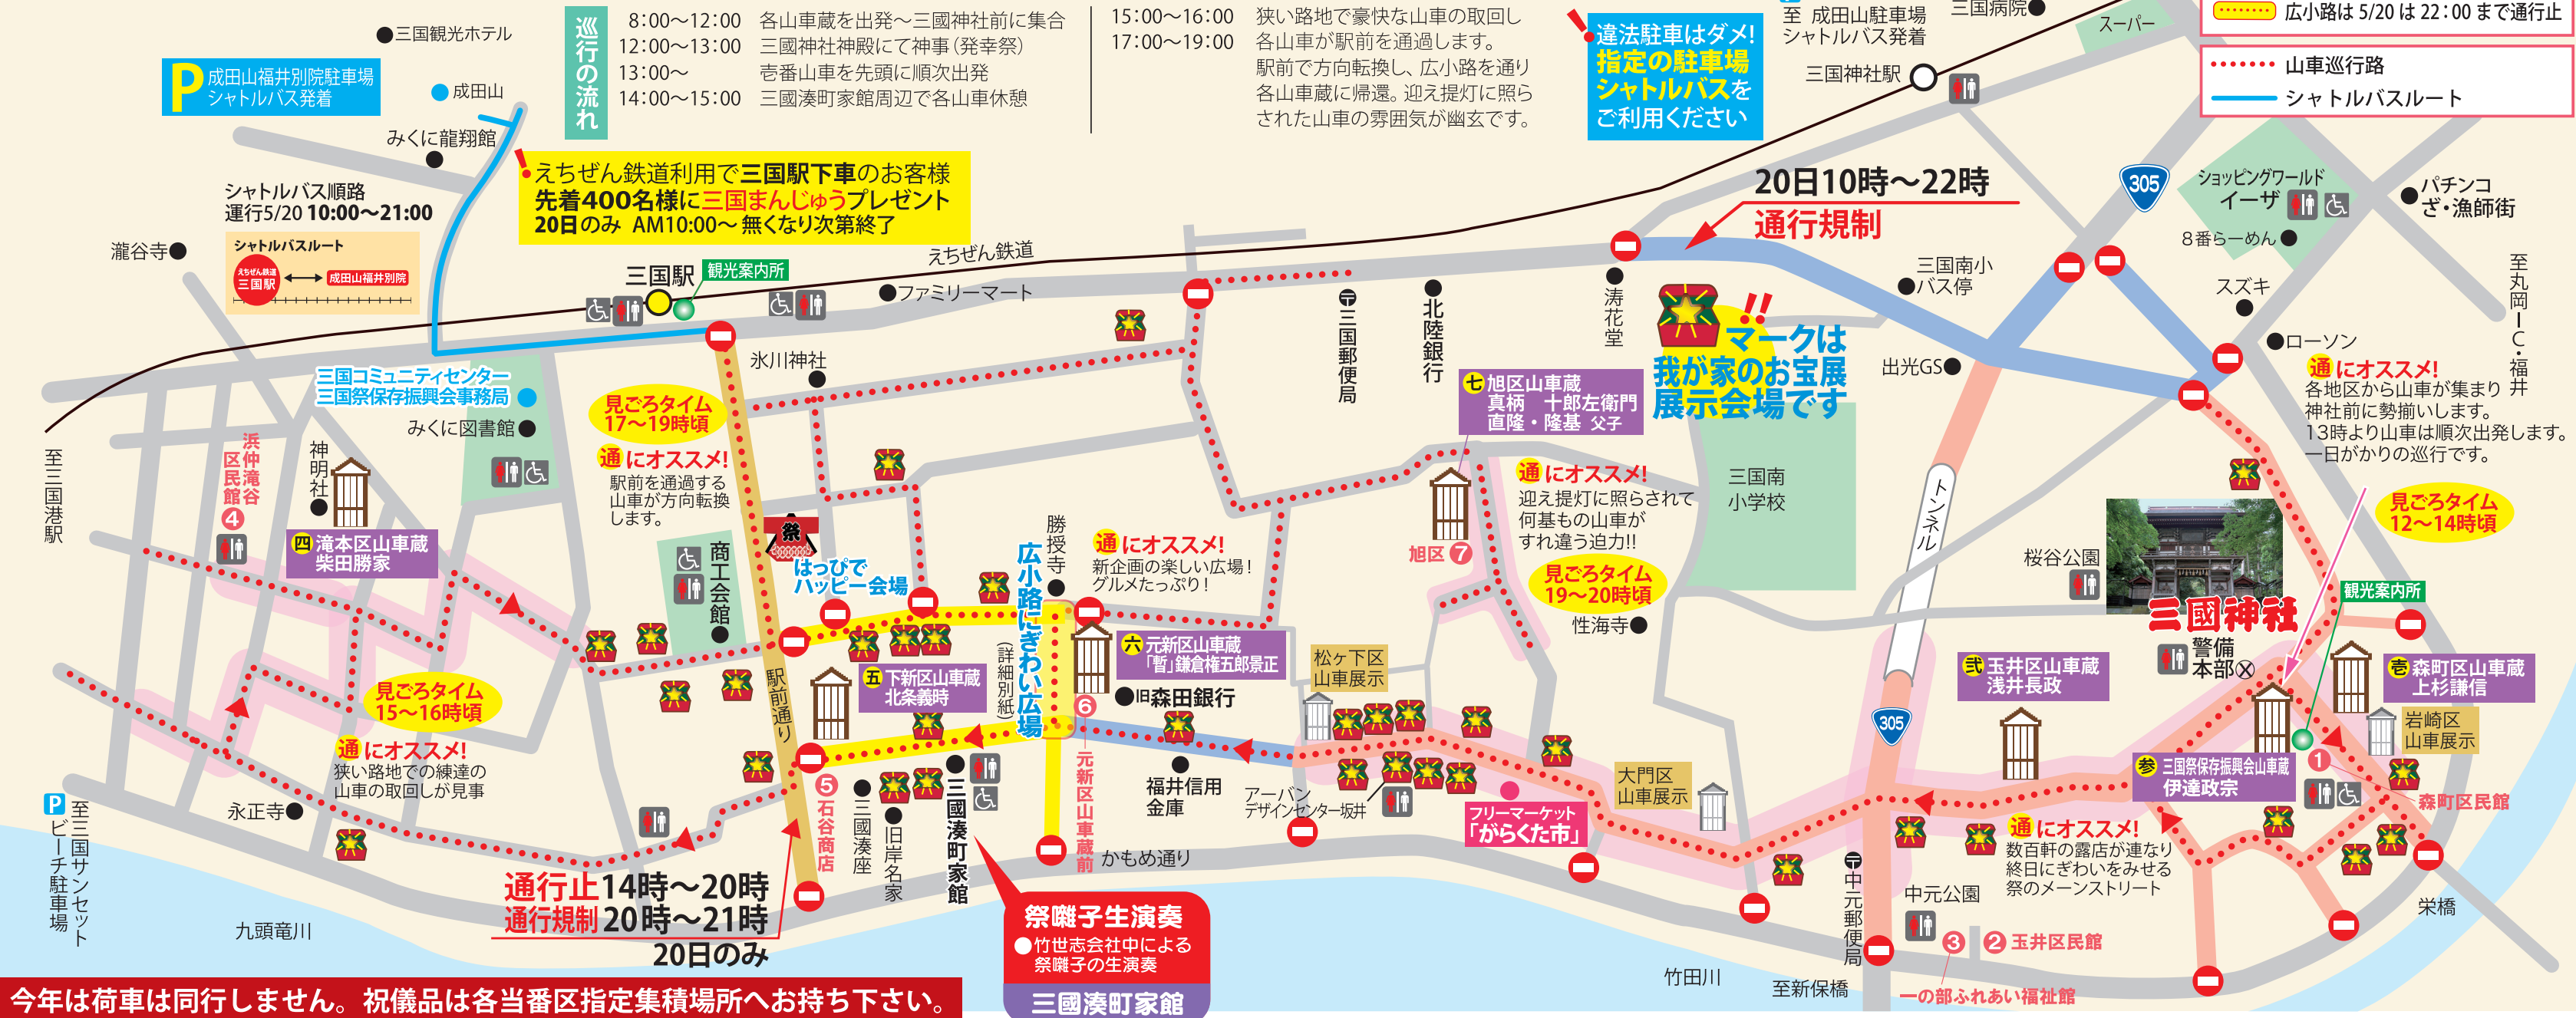 三国観光ホテル
P 成田山福井別院駐車場
シャトルバス発着
成田山
みくに龍翔館
巡行の流れ
8:00～12:00 各山車蔵を出発～三國神社前に集合
12:00～13:00 三國神社神殿にて神事（発幸祭）
13:00～ 壱番山車を先頭に順次出発
14:00～15:00 三國湊町家館周辺で各山車休憩
15:00～16:00 狭い路地で豪快な山車の取回し
17:00～19:00 各山車が駅前を通過します。
駅前で方向転換し、広小路を通り
各山車蔵に帰還。迎え提灯に照ら
された山車の雰囲気が幽玄です。
違法駐車はダメ!
指定の駐車場
シャトルバスを
ご利用ください
至 成田山駐車場
シャトルバス発着
三国病院
三国神社駅
スーパー
広小路は 5/20 は 22:00 まで通行止
山車巡行路
シャトルバスルート
えちぜん鉄道利用で三国駅下車のお客様
先着400名様に三国まんじゅうプレゼント
20日のみ AM10:00～ 無くなり次第終了
シャトルバス順路
運行5/20 10:00～21:00
シャトルバスルート
えちぜん鉄道
三国駅
成田山福井別院
瀧谷寺
三国駅
観光案内所
えちぜん鉄道
ファミリーマート
20日10時～22時
通行規制
305
ショッピングワールド
イーザ
8番らーめん
パチンコ
ざ・漁師街
至丸岡IC・福井
三国南小
バス停
スズキ
ローソン
出光GS
〒三国郵便局
北陸銀行
涛花堂
!!マークは
我が家のお宝展
展示会場です
通にオススメ!
各地区から山車が集まり
神社前に勢揃いします。
13時より山車は順次出発します。
一日がかりの巡行です。
三国コミュニティセンター
三国祭保存振興会事務局
みくに図書館
氷川神社
見ごろタイム
17～19時頃
通にオススメ!
駅前を通過する
山車が方向転換
します。
至三国港駅
浜仲滝谷
区民館
4
神明社
四 滝本区山車蔵
柴田勝家
七 旭区山車蔵
真柄 十郎左衛門
直隆・隆基 父子
旭区 7
通にオススメ!
迎え提灯に照らされて
何基もの山車が
すれ違う迫力!!
見ごろタイム
19～20時頃
性海寺
三国南
小学校
トンネル
桜谷公園
見ごろタイム
12～14時頃
三國神社
観光案内所
警備
本部
祭
はっぴで
ハッピー会場
商工会館
勝授寺
通にオススメ!
新企画の楽しい広場!
グルメたっぷり!
広小路にぎわい広場
(詳細別紙)
六 元新区山車蔵
「暫」鎌倉権五郎景正
旧森田銀行
6
元新区山車蔵前
五 下新区山車蔵
北条義時
駅前通り
見ごろタイム
15～16時頃
通にオススメ!
狭い路地での練達の
山車の取回しが見事
永正寺
P 至三国サンセット
ビーチ駐車場
九頭竜川
5 石谷商店
三國湊座
旧岸名家
三國湊町家館
通行止14時～20時
通行規制 20時～21時
20日のみ
祭囃子生演奏
竹世志会社中による
祭囃子の生演奏
三國湊町家館
かもめ通り
福井信用
金庫
松ヶ下区
山車展示
アーバン
デザインセンター坂井
フリーマーケット
「がらくた市」
大門区
山車展示
305
弐 玉井区山車蔵
浅井長政
壱 森町区山車蔵
上杉謙信
岩崎区
山車展示
参 三国祭保存振興会山車蔵
伊達政宗
1
森町区民館
通にオススメ!
数百軒の露店が連なり
終日にぎわいをみせる
祭のメーンストリート
〒中元郵便局
中元公園
3
2 玉井区民館
一の部ふれあい福祉館
栄橋
竹田川
至新保橋
今年は荷車は同行しません。祝儀品は各当番区指定集積場所へお持ち下さい。